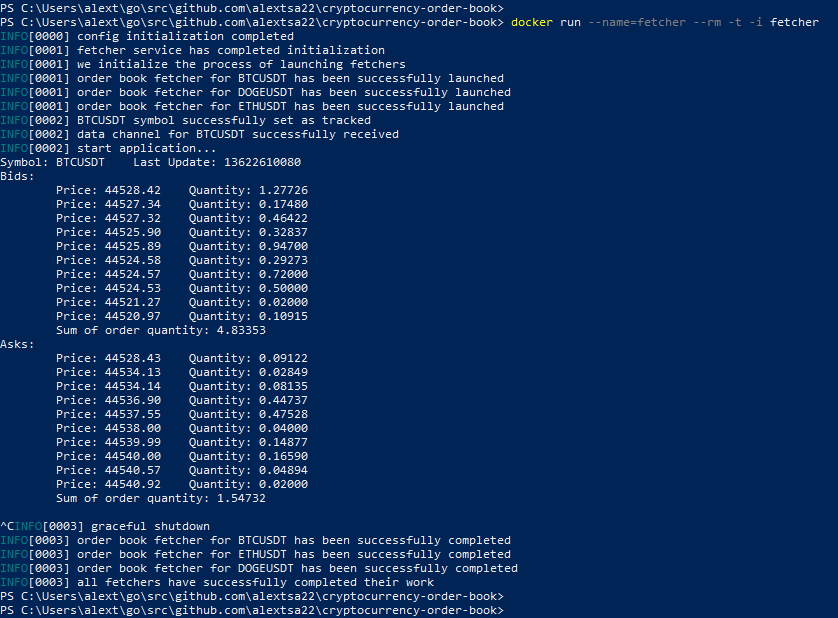 PS C:\Users\alext\go\src\github.com\alextsa22\cryptocurrency-order-book>
PS C:\Users\alext\go\src\github.com\alextsa22\cryptocurrency-order-book> docker run --name=fetcher --rm -t -i fetcher
INFO[0000] config initialization completed
INFO[0001] fetcher service has completed initialization
INFO[0001] we initialize the process of launching fetchers
INFO[0001] order book fetcher for BTCUSDT has been successfully launched
INFO[0001] order book fetcher for DOGEUSDT has been successfully launched
INFO[0001] order book fetcher for ETHUSDT has been successfully launched
INFO[0002] BTCUSDT symbol successfully set as tracked
INFO[0002] data channel for BTCUSDT successfully received
INFO[0002] start application...
Symbol: BTCUSDT    Last Update: 13622610080
Bids:
        Price: 44528.42    Quantity: 1.27726
        Price: 44527.34    Quantity: 0.17480
        Price: 44527.32    Quantity: 0.46422
        Price: 44525.90    Quantity: 0.32837
        Price: 44525.89    Quantity: 0.94700
        Price: 44524.58    Quantity: 0.29273
        Price: 44524.57    Quantity: 0.72000
        Price: 44524.53    Quantity: 0.50000
        Price: 44521.27    Quantity: 0.02000
        Price: 44520.97    Quantity: 0.10915
        Sum of order quantity: 4.83353
Asks:
        Price: 44528.43    Quantity: 0.09122
        Price: 44534.13    Quantity: 0.02849
        Price: 44534.14    Quantity: 0.08135
        Price: 44536.90    Quantity: 0.44737
        Price: 44537.55    Quantity: 0.47528
        Price: 44538.00    Quantity: 0.04000
        Price: 44539.99    Quantity: 0.14877
        Price: 44540.00    Quantity: 0.16590
        Price: 44540.57    Quantity: 0.04894
        Price: 44540.92    Quantity: 0.02000
        Sum of order quantity: 1.54732
^CINFO[0003] graceful shutdown
INFO[0003] order book fetcher for BTCUSDT has been successfully completed
INFO[0003] order book fetcher for ETHUSDT has been successfully completed
INFO[0003] order book fetcher for DOGEUSDT has been successfully completed
INFO[0003] all fetchers have successfully completed their work
PS C:\Users\alext\go\src\github.com\alextsa22\cryptocurrency-order-book>
PS C:\Users\alext\go\src\github.com\alextsa22\cryptocurrency-order-book>